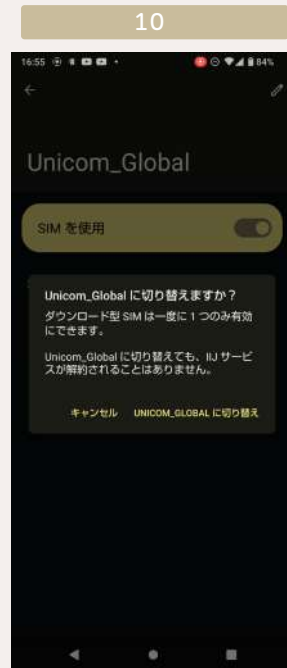 10
16:55
84%
Unicom_Global
SIM を使用
Unicom_Global に切り替えますか？
ダウンロード型 SIM は一度に 1 つのみ有効
にできます。
Unicom_Global に切り替えても、IIJ サービ
スが解約されることはありません。
キャンセル UNICOM_GLOBAL に切り替え